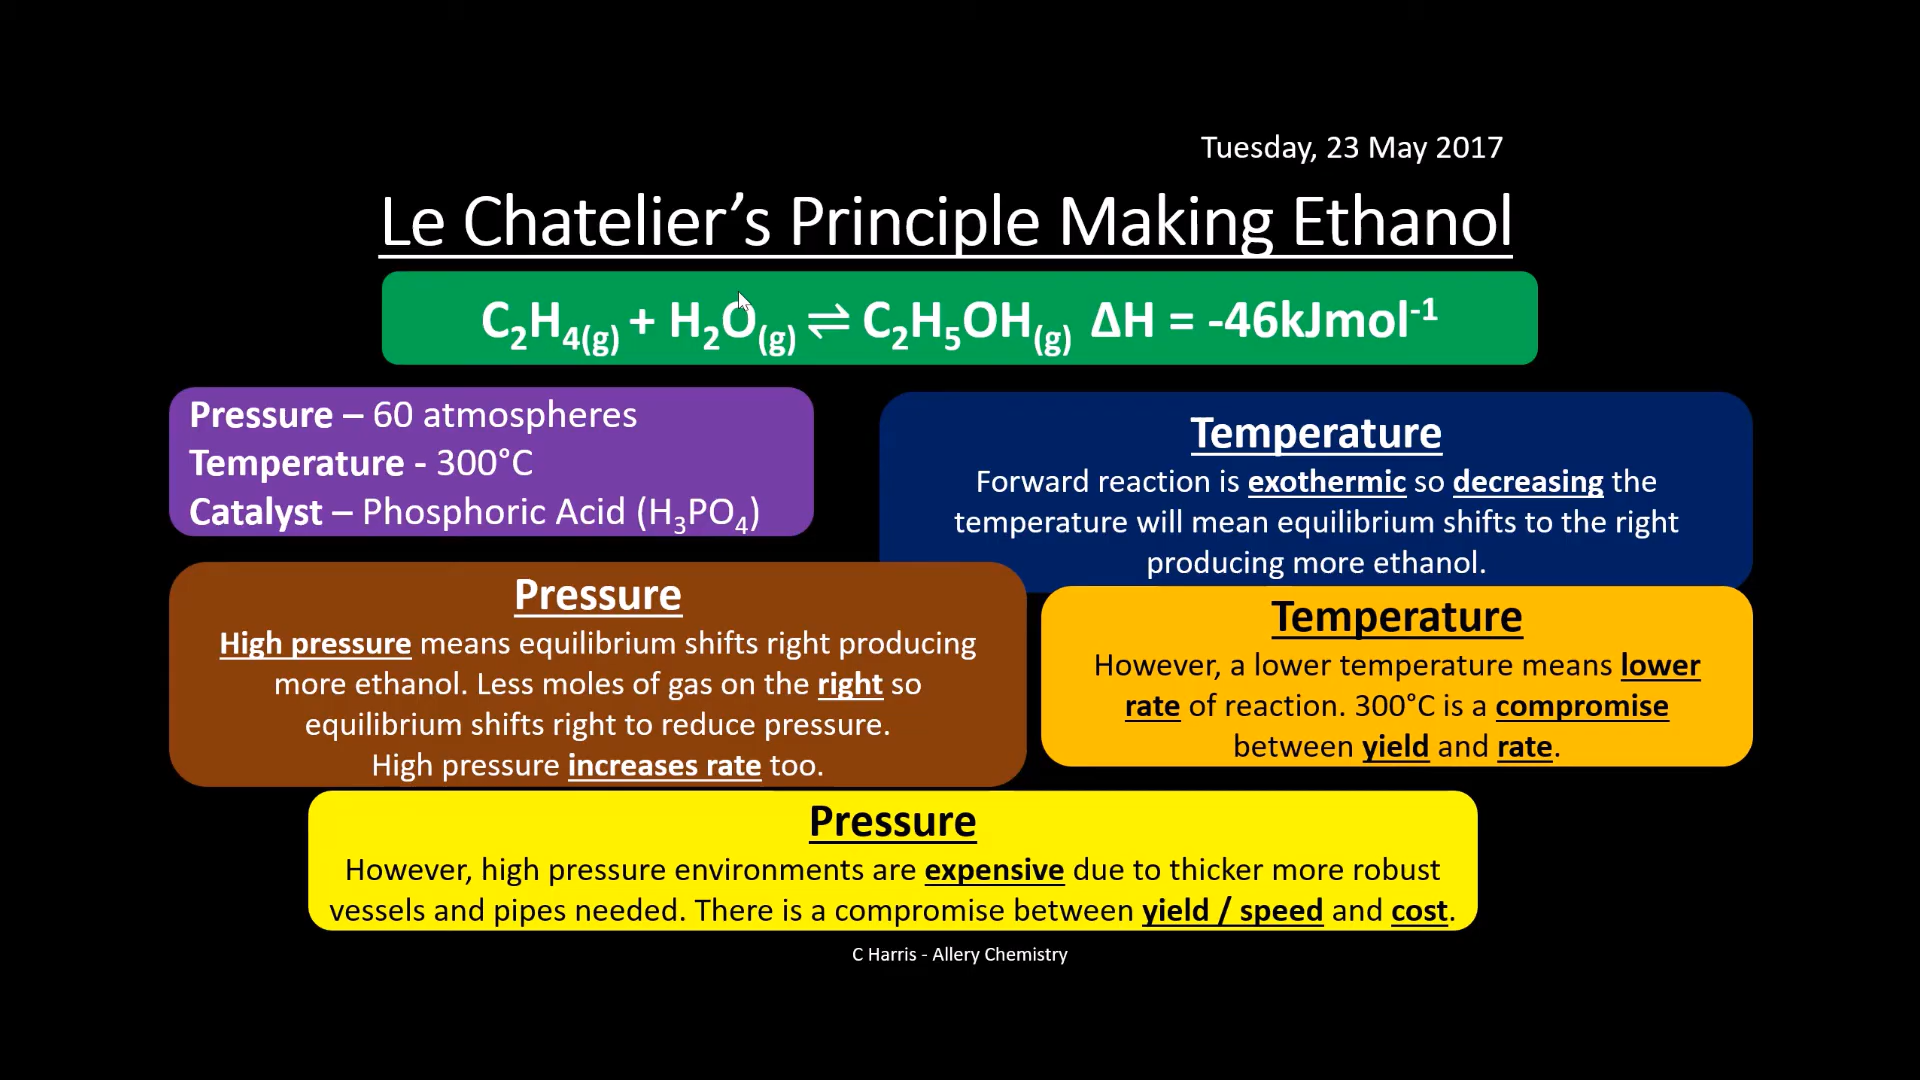 Tuesday, 23 May 2017
Le Chatelier’s Principle Making Ethanol
C₂H₄₍g₎ + H₂O₍g₎ ⇌ C₂H₅OH₍g₎ ΔH = -46kJmol⁻¹
Pressure – 60 atmospheres
Temperature - 300°C
Catalyst – Phosphoric Acid (H₃PO₄)
Temperature
Forward reaction is exothermic so decreasing the
temperature will mean equilibrium shifts to the right
producing more ethanol.
Pressure
High pressure means equilibrium shifts right producing
more ethanol. Less moles of gas on the right so
equilibrium shifts right to reduce pressure.
High pressure increases rate too.
Temperature
However, a lower temperature means lower
rate of reaction. 300°C is a compromise
between yield and rate.
Pressure
However, high pressure environments are expensive due to thicker more robust
vessels and pipes needed. There is a compromise between yield / speed and cost.
C Harris - Allery Chemistry